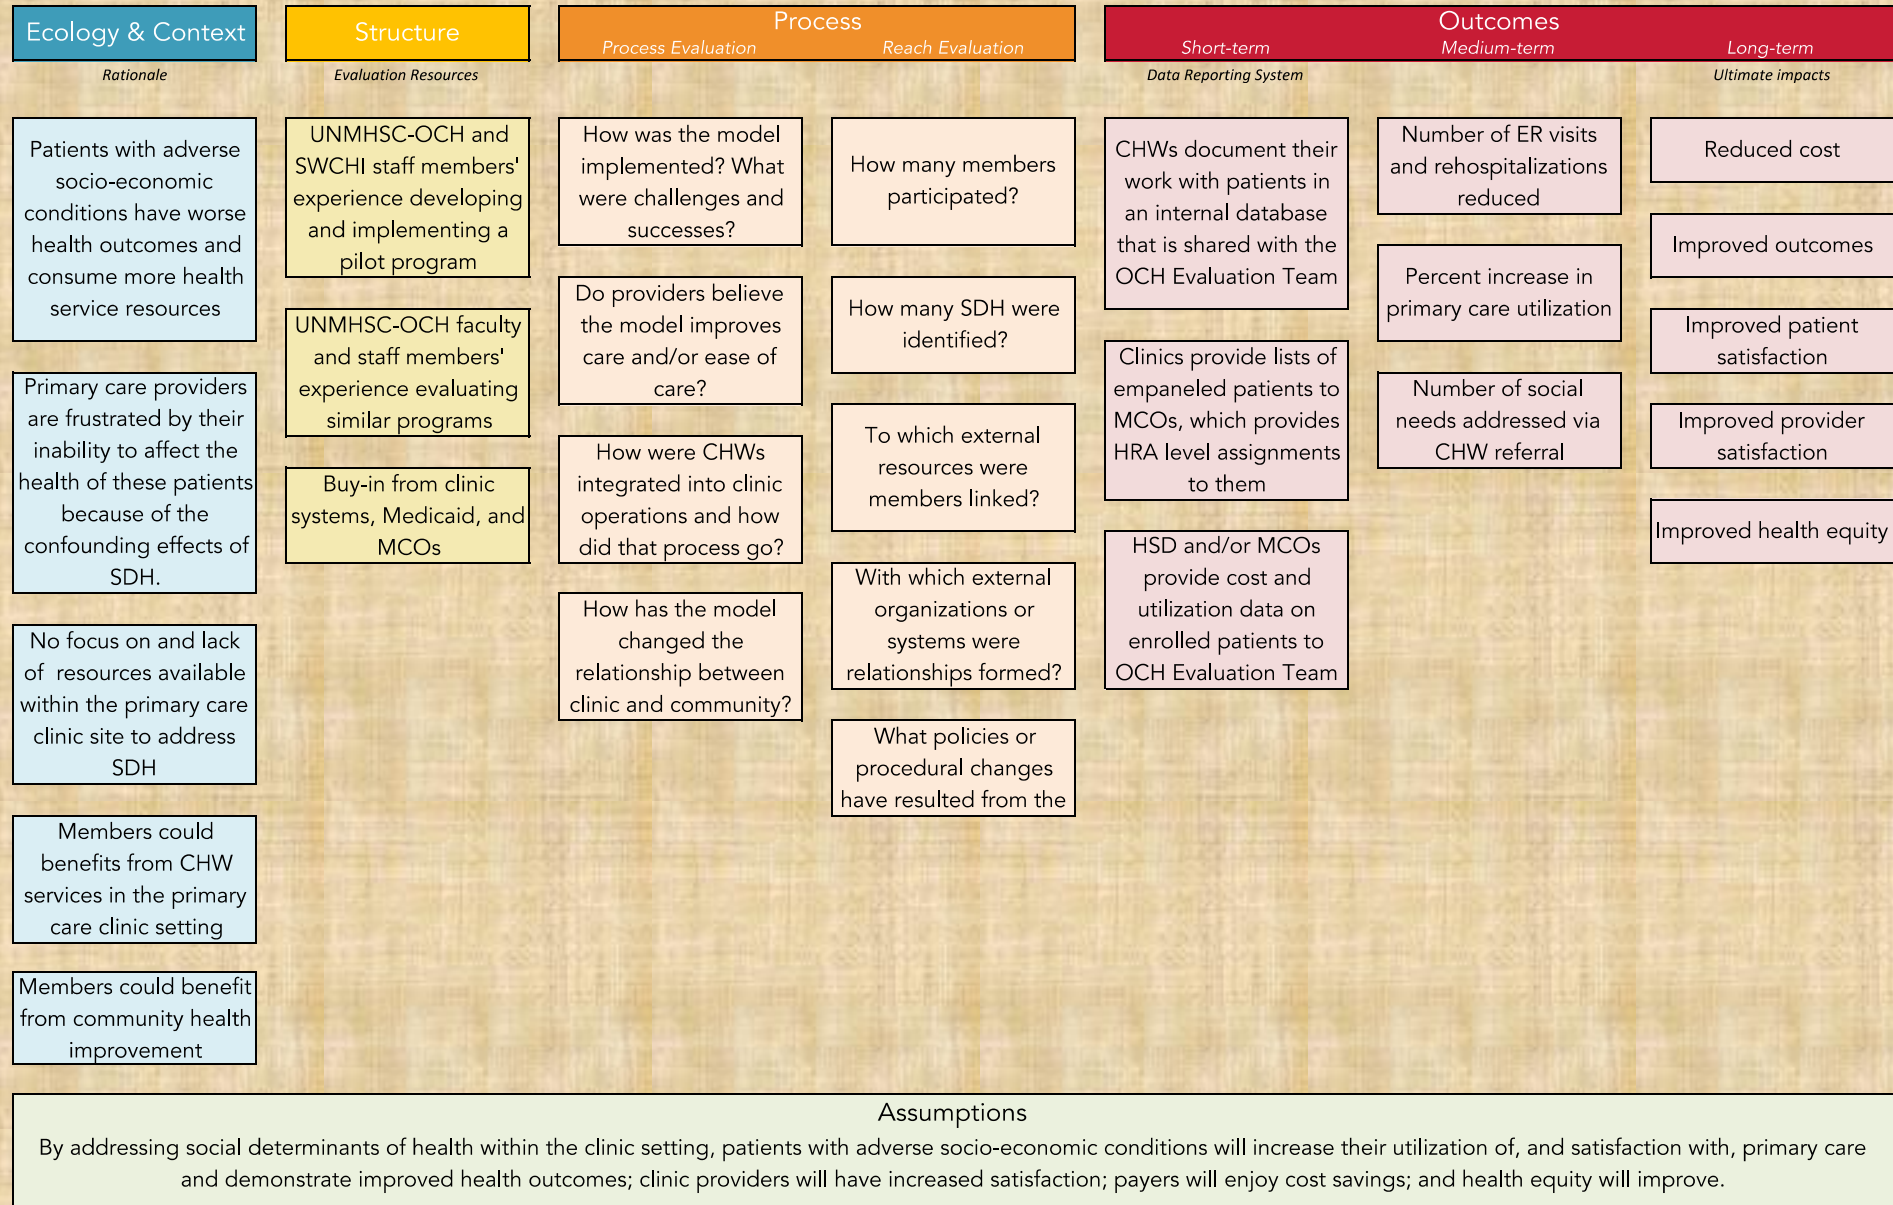 Ecology & Context
Rationale
Patients with adverse
socio-economic
conditions have worse
health outcomes and
consume more health
service resources
Primary care providers
are frustrated by their
inability to affect the
health of these patients
because of the
confounding effects of
SDH.
No focus on and lack
of resources available
within the primary care
clinic site to address
SDH
Members could
benefits from CHW
services in the primary
care clinic setting
Members could benefit
from community health
improvement
Structure
Evaluation Resources
UNMHSC-OCH and
SWCHI staff members'
experience developing
and implementing a
pilot program
UNMHSC-OCH faculty
and staff members'
experience evaluating
similar programs
Buy-in from clinic
systems, Medicaid, and
MCOs
Process
Process Evaluation
How was the model
implemented? What
were challenges and
successes?
Do providers believe
the model improves
care and/or ease of
care?
How were CHWs
integrated into clinic
operations and how
did that process go?
How has the model
changed the
relationship between
clinic and community?
Reach Evaluation
How many members
participated?
How many SDH were
identified?
To which external
resources were
members linked?
With which external
organizations or
systems were
relationships formed?
What policies or
procedural changes
have resulted from the
Outcomes
Short-term
Data Reporting System
CHWs document their
work with patients in
an internal database
that is shared with the
OCH Evaluation Team
Clinics provide lists of
empaneled patients to
MCOs, which provides
HRA level assignments
to them
HSD and/or MCOs
provide cost and
utilization data on
enrolled patients to
OCH Evaluation Team
Medium-term
Number of ER visits
and rehospitalizations
reduced
Percent increase in
primary care utilization
Number of social
needs addressed via
CHW referral
Long-term
Ultimate impacts
Reduced cost
Improved outcomes
Improved patient
satisfaction
Improved provider
satisfaction
Improved health equity
Assumptions
By addressing social determinants of health within the clinic setting, patients with adverse socio-economic conditions will increase their utilization of, and satisfaction with, primary care
and demonstrate improved health outcomes; clinic providers will have increased satisfaction; payers will enjoy cost savings; and health equity will improve.